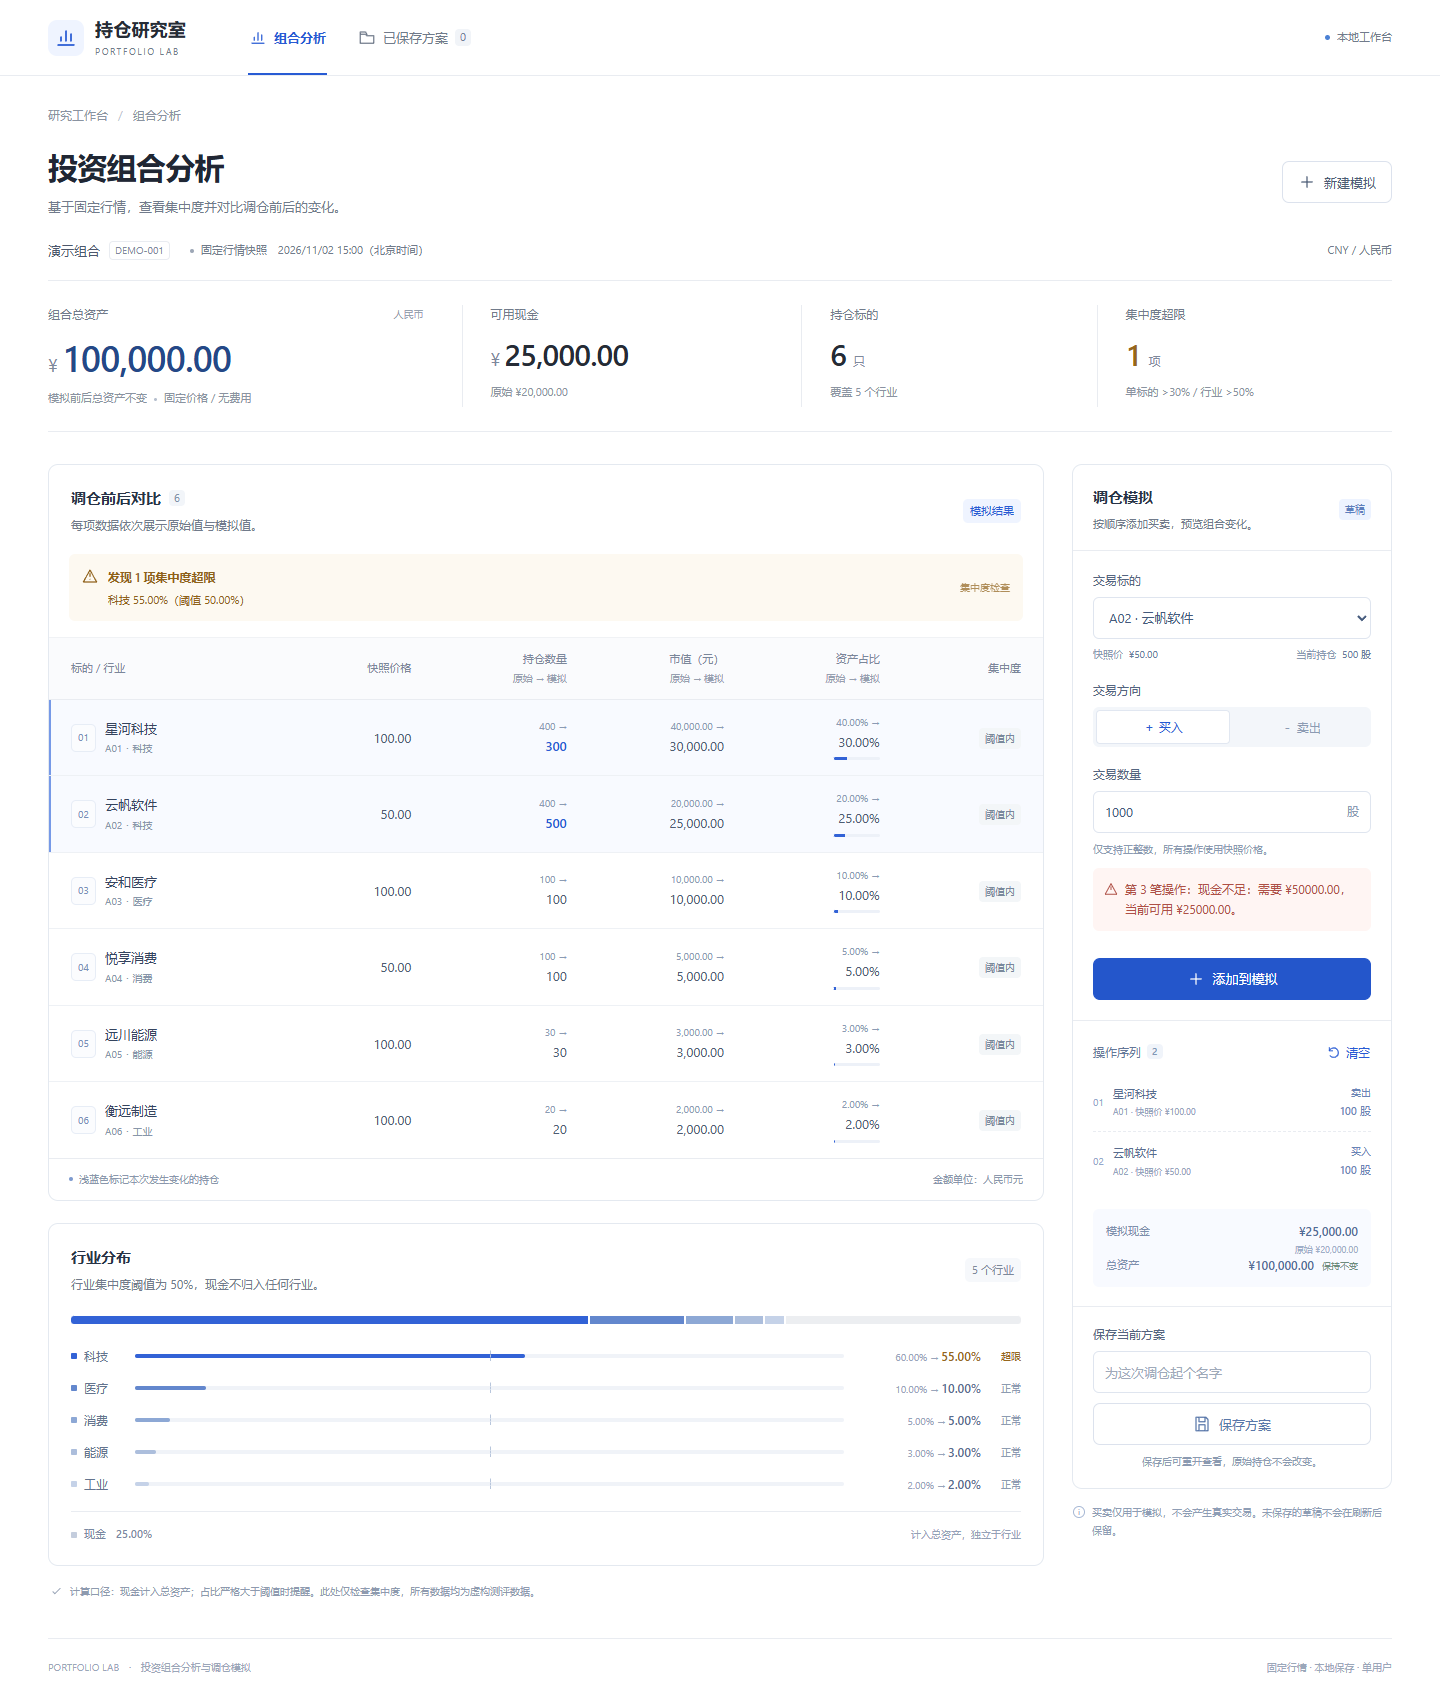 持仓研究室
PORTFOLIO LAB
组合分析
已保存方案 0
本地工作台
研究工作台 / 组合分析
投资组合分析
基于固定行情，查看集中度并对比调仓前后的变化。
新建模拟
演示组合 DEMO-001 固定行情快照 2026/11/02 15:00（北京时间）
CNY / 人民币
组合总资产 人民币
¥ 100,000.00
模拟前后总资产不变 • 固定价格 / 无费用
可用现金
¥ 25,000.00
原始 ¥20,000.00
持仓标的
6 只
覆盖 5 个行业
集中度超限
1 项
单标的 >30% / 行业 >50%
调仓前后对比 6
每项数据依次展示原始值与模拟值。
模拟结果
发现 1 项集中度超限
科技 55.00%（阈值 50.00%）
集中度检查
标的 / 行业 快照价格 持仓数量 市值（元） 资产占比 集中度
原始 → 模拟 原始 → 模拟 原始 → 模拟
01 星河科技 A01 · 科技 100.00 400 → 300 40,000.00 → 30,000.00 40.00% → 30.00% 阈值内
02 云帆软件 A02 · 科技 50.00 400 → 500 20,000.00 → 25,000.00 20.00% → 25.00% 阈值内
03 安和医疗 A03 · 医疗 100.00 100 → 100 10,000.00 → 10,000.00 10.00% → 10.00% 阈值内
04 悦享消费 A04 · 消费 50.00 100 → 100 5,000.00 → 5,000.00 5.00% → 5.00% 阈值内
05 远川能源 A05 · 能源 100.00 30 → 30 3,000.00 → 3,000.00 3.00% → 3.00% 阈值内
06 衡远制造 A06 · 工业 100.00 20 → 20 2,000.00 → 2,000.00 2.00% → 2.00% 阈值内
浅蓝色标记本次发生变化的持仓
金额单位：人民币元
行业分布
行业集中度阈值为 50%，现金不归入任何行业。
5 个行业
科技 60.00% → 55.00% 超限
医疗 10.00% → 10.00% 正常
消费 5.00% → 5.00% 正常
能源 3.00% → 3.00% 正常
工业 2.00% → 2.00% 正常
现金 25.00%
计入总资产，独立于行业
计算口径：现金计入总资产；占比严格大于阈值时提醒。此处仅检查集中度，所有数据均为虚构测评数据。
调仓模拟
按顺序添加买卖，预览组合变化。
草稿
交易标的
A02 · 云帆软件
快照价 ¥50.00 当前持仓 500 股
交易方向
+ 买入 - 卖出
交易数量
1000 股
仅支持正整数，所有操作使用快照价格。
第 3 笔操作：现金不足：需要 ¥50000.00，
当前可用 ¥25000.00。
添加到模拟
操作序列 2 清空
01 星河科技 卖出
A01 · 快照价 ¥100.00 100 股
02 云帆软件 买入
A02 · 快照价 ¥50.00 100 股
模拟现金 ¥25,000.00
原始 ¥20,000.00
总资产 ¥100,000.00 保持不变
保存当前方案
为这次调仓起个名字
保存方案
保存后可重开查看，原始持仓不会改变。
买卖仅用于模拟，不会产生真实交易。未保存的草稿不会在刷新后
保留。
PORTFOLIO LAB · 投资组合分析与调仓模拟
固定行情 · 本地保存 · 单用户